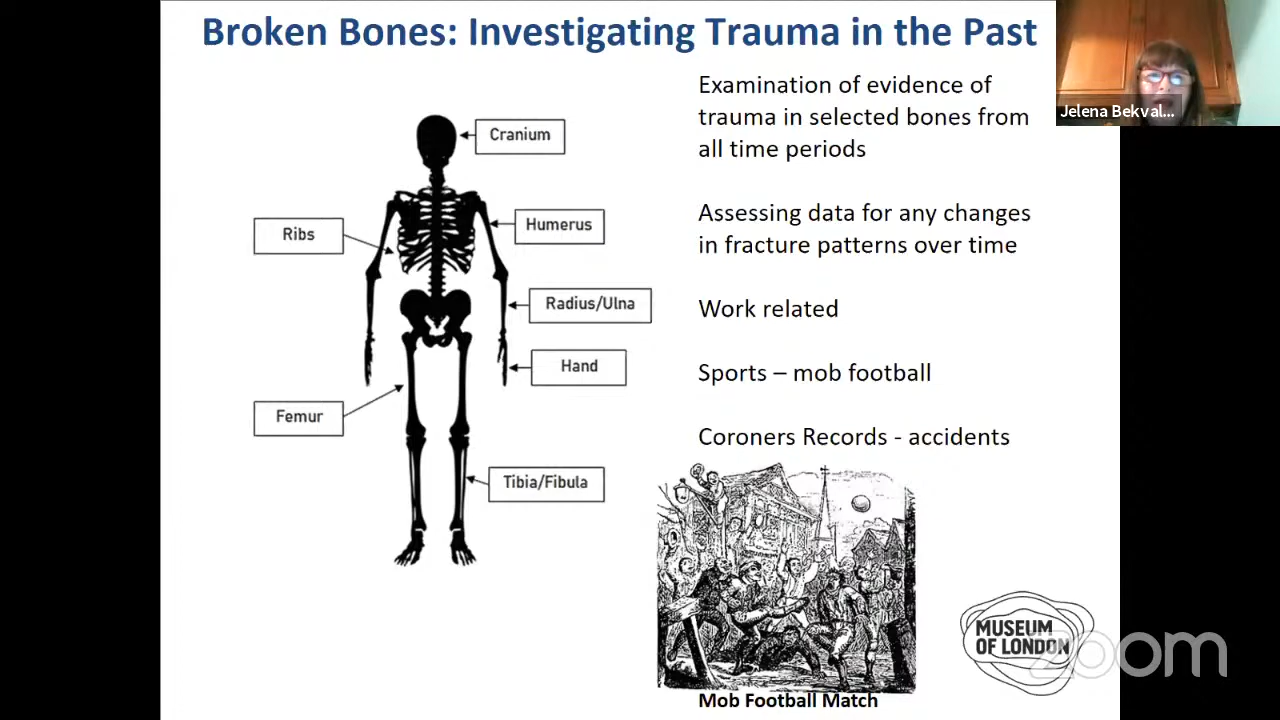 Broken Bones: Investigating Trauma in the Past
Jelena Bekval...
Cranium
Humerus
Ribs
Radius/Ulna
Hand
Femur
Tibia/Fibula
Examination of evidence of
trauma in selected bones from
all time periods
Assessing data for any changes
in fracture patterns over time
Work related
Sports – mob football
Coroners Records - accidents
Mob Football Match
MUSEUM
OF LONDON
zoom